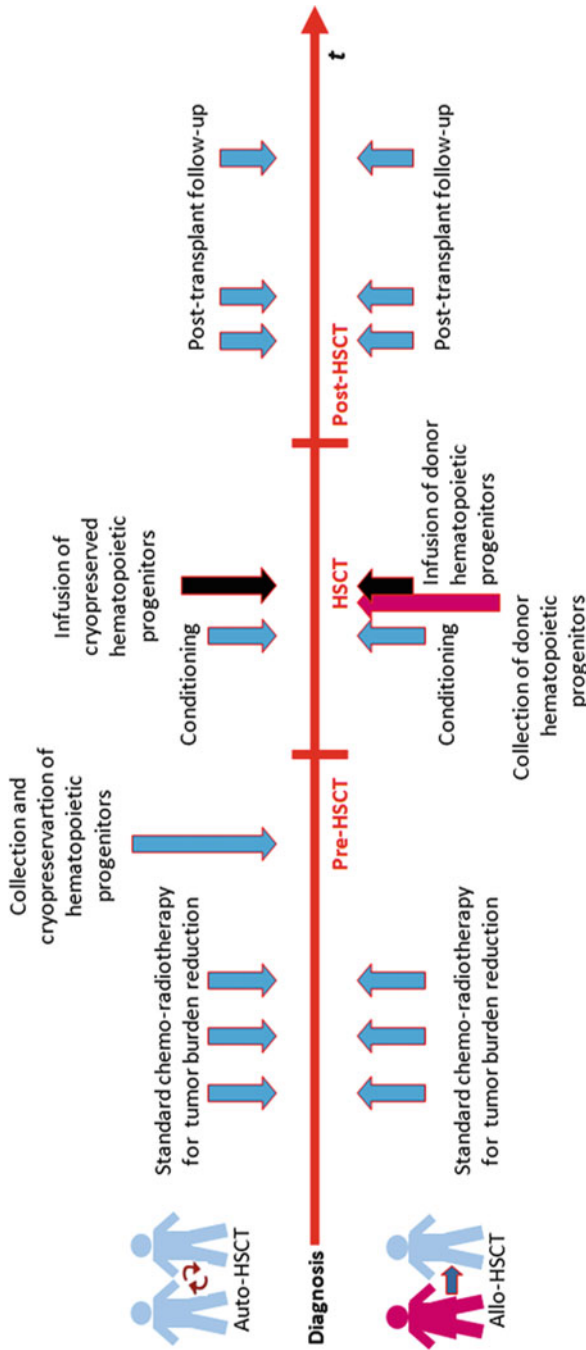 Auto-HSCT
Standard chemo-radiotherapy
for tumor burden reduction
Collection and
cryopreservartion of
hematopoietic
progenitors
Conditioning
Infusion of
cryopreserved
hematopoietic
progenitors
Post-transplant follow-up
Diagnosis
t
Pre-HSCT
HSCT
Post-HSCT
Allo-HSCT
Standard chemo-radiotherapy
for tumor burden reduction
Conditioning
Collection of donor
hematopoietic
progenitors
Infusion of donor
hematopoietic
progenitors
Post-transplant follow-up